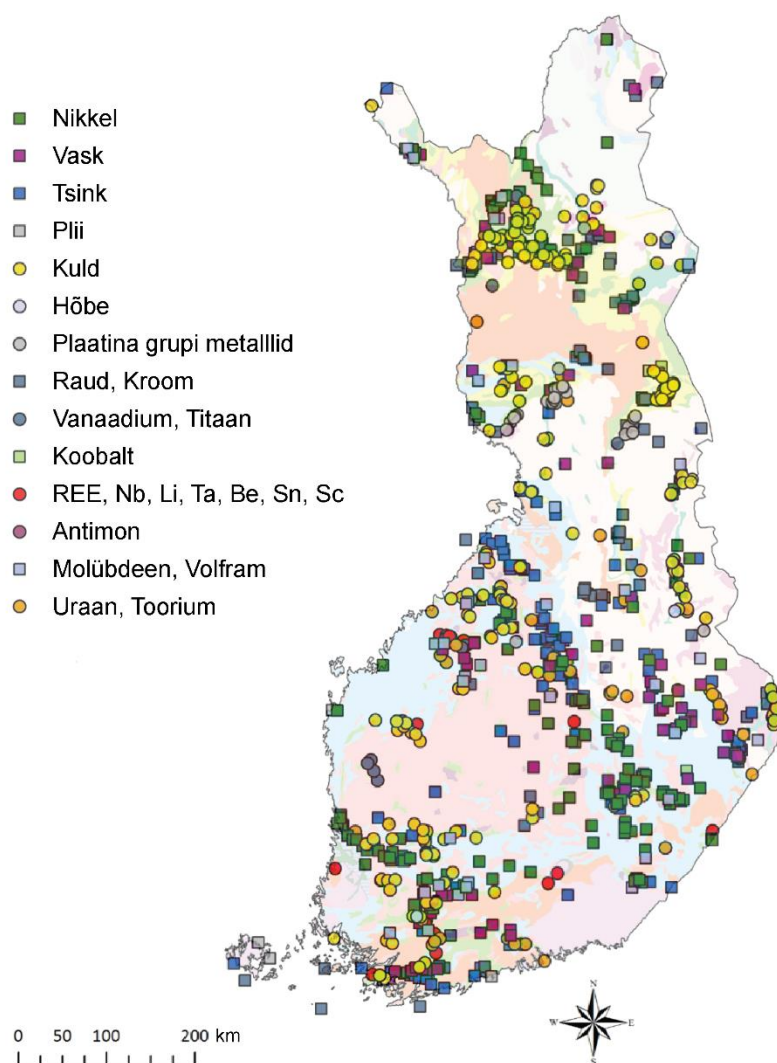 Nikkel
Vask
Tsink
Plii
Kuld
Hõbe
Plaatina grupi metalllid
Raud, Kroom
Vanaadium, Titaan
Koobalt
REE, Nb, Li, Ta, Be, Sn, Sc
Antimon
Molübdeen, Volfram
Uraan, Toorium
N
W E
S
0 50 100 200 km